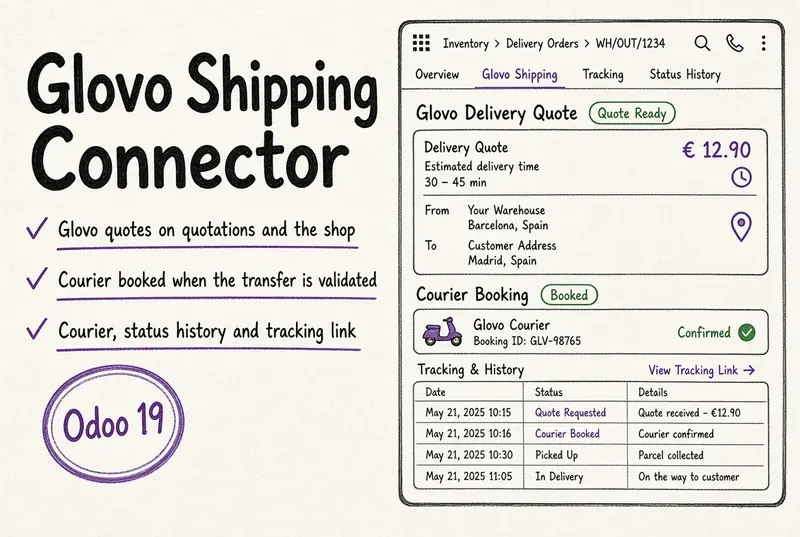 Glovo Shipping
Connector
Glovo quotes on quotations and the shop
Courier booked when the transfer is validated
Courier, status history and tracking link
Odoo 19
Inventory > Delivery Orders > WH/OUT/1234
Overview Glovo Shipping Tracking Status History
Glovo Delivery Quote Quote Ready
Delivery Quote € 12.90
Estimated delivery time
30 – 45 min
From Your Warehouse
Barcelona, Spain
To Customer Address
Madrid, Spain
Courier Booking Booked
Glovo Courier Confirmed
Booking ID: GLV-98765
Tracking & History View Tracking Link →
Date Status Details
May 21, 2025 10:15 Quote Requested Quote received – €12.90
May 21, 2025 10:16 Courier Booked Courier confirmed
May 21, 2025 10:30 Picked Up Parcel collected
May 21, 2025 11:05 In Delivery On the way to customer